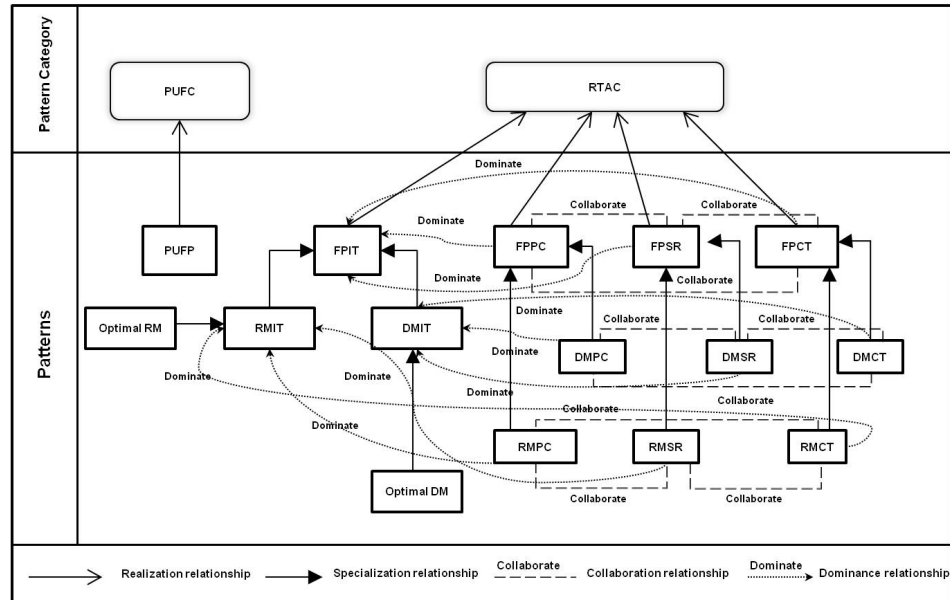 Pattern Category
PUFC
RTAC
Patterns
Dominate
Collaborate
Collaborate
Dominate
PUFP
FPIT
FPPC
FPSR
FPCT
Dominate
Collaborate
Optimal RM
RMIT
DMIT
Dominate
Collaborate
Collaborate
Dominate
DMPC
DMSR
DMCT
Dominate
Dominate
Dominate
Collaborate
Collaborate
Dominate
RMPC
RMSR
RMCT
Optimal DM
Collaborate
Collaborate
Realization relationship
Specialization relationship
Collaborate
Collaboration relationship
Dominate
Dominance relationship